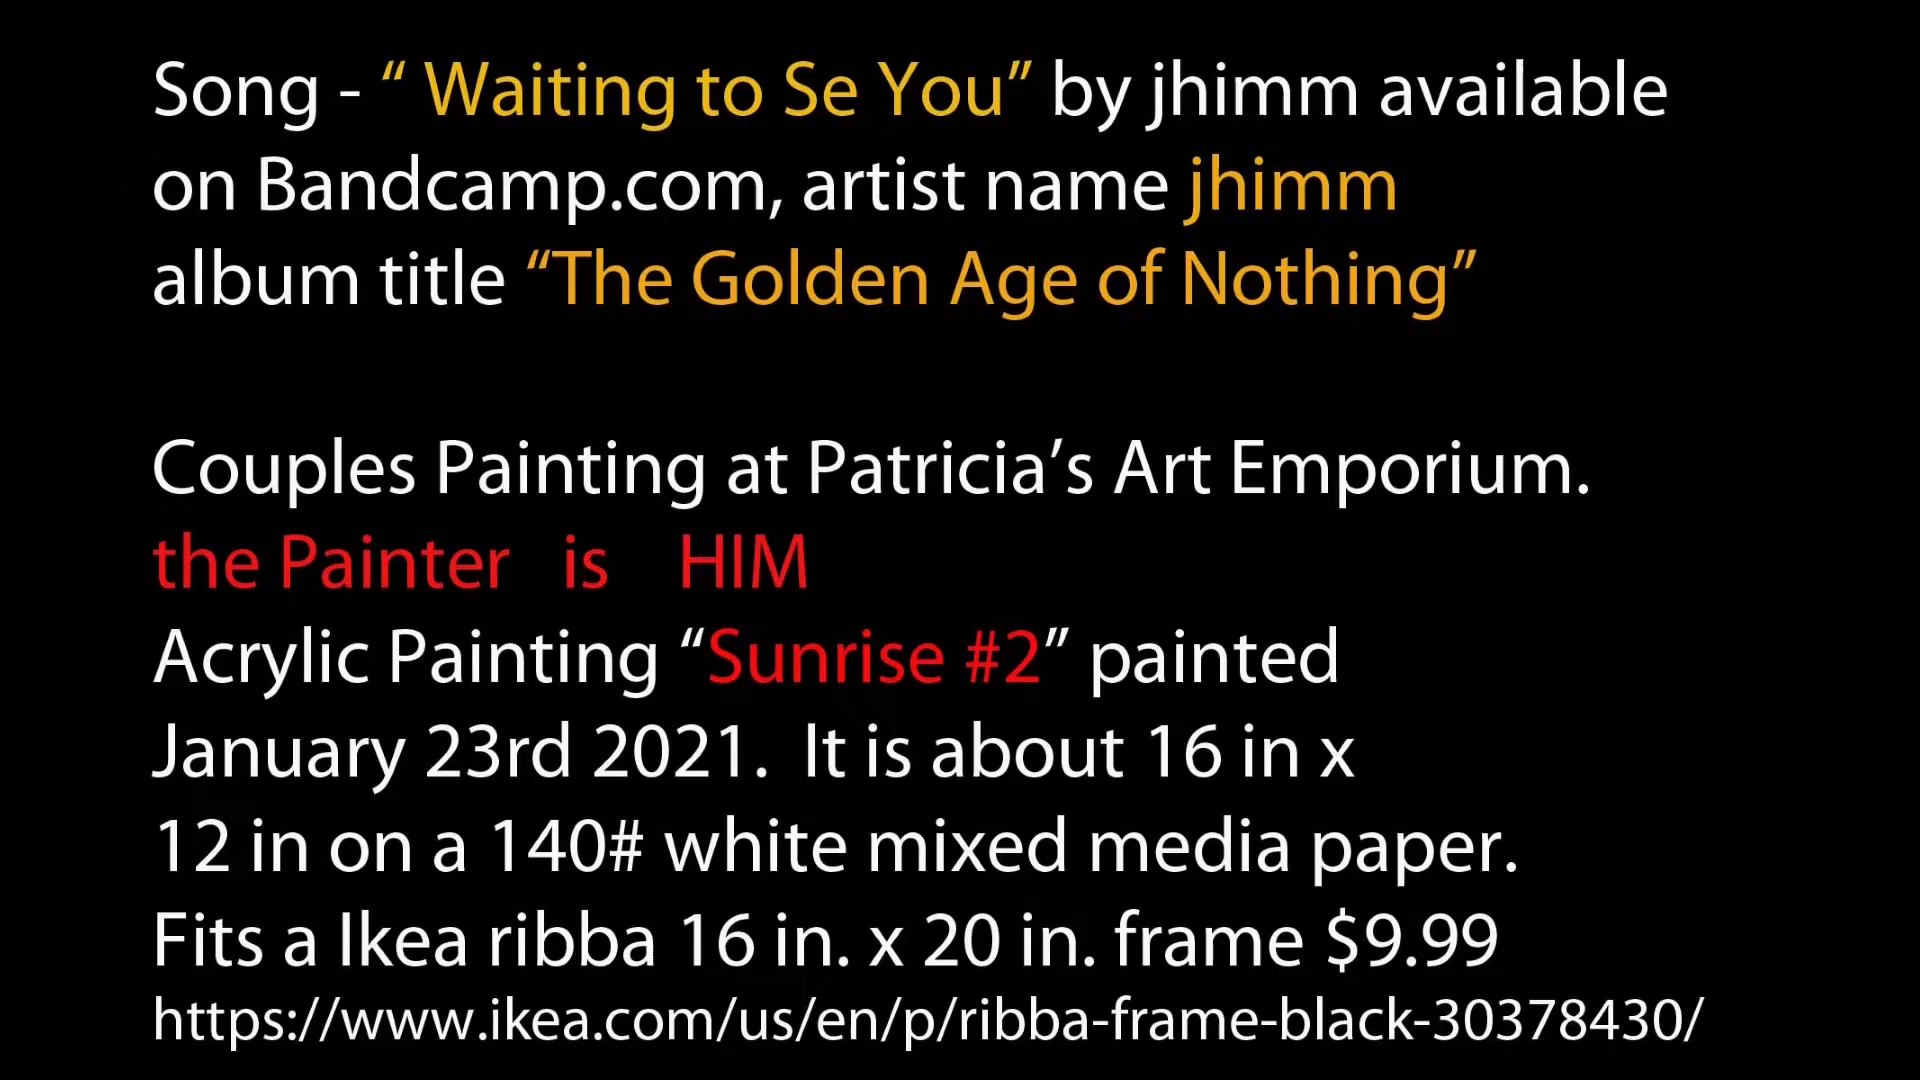 Song - “ Waiting to Se You” by jhimm available
on Bandcamp.com, artist name jhimm
album title “The Golden Age of Nothing”
Couples Painting at Patricia’s Art Emporium.
the Painter is HIM
Acrylic Painting “Sunrise #2” painted
January 23rd 2021. It is about 16 in x
12 in on a 140# white mixed media paper.
Fits a Ikea ribba 16 in. x 20 in. frame $9.99
https://www.ikea.com/us/en/p/ribba-frame-black-30378430/